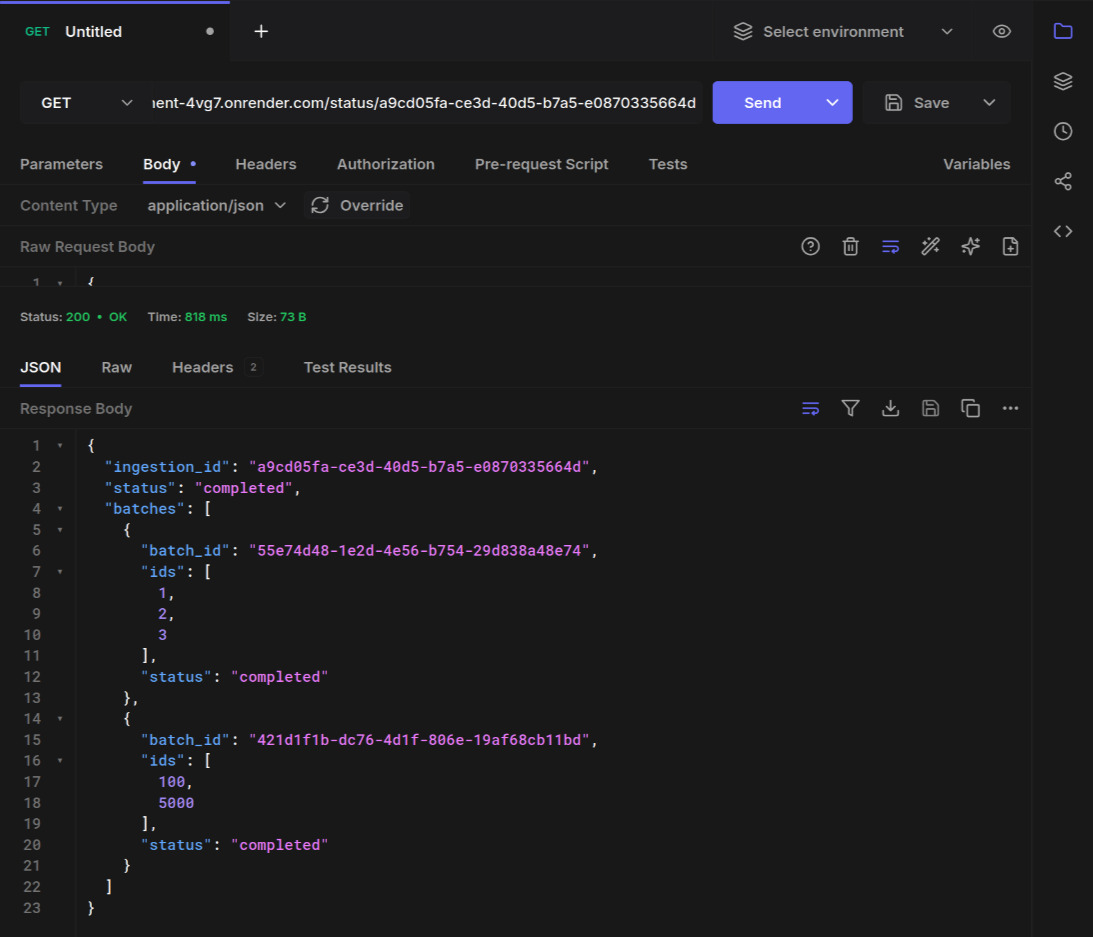 GET Untitled Select environment
GET ent-4vg7.onrender.com/status/a9cd05fa-ce3d-40d5-b7a5-e0870335664d Send Save
Parameters Body Headers Authorization Pre-request Script Tests Variables
Content Type application/json Override
Raw Request Body
1 {
Status: 200 • OK Time: 818 ms Size: 73 B
JSON Raw Headers 2 Test Results
Response Body
1 {
2 "ingestion_id": "a9cd05fa-ce3d-40d5-b7a5-e0870335664d",
3 "status": "completed",
4 "batches": [
5 {
6 "batch_id": "55e74d48-1e2d-4e56-b754-29d838a48e74",
7 "ids": [
8 1,
9 2,
10 3
11 ],
12 "status": "completed"
13 },
14 {
15 "batch_id": "421d1f1b-dc76-4d1f-806e-19af68cb11bd",
16 "ids": [
17 100,
18 5000
19 ],
20 "status": "completed"
21 }
22 ]
23 }